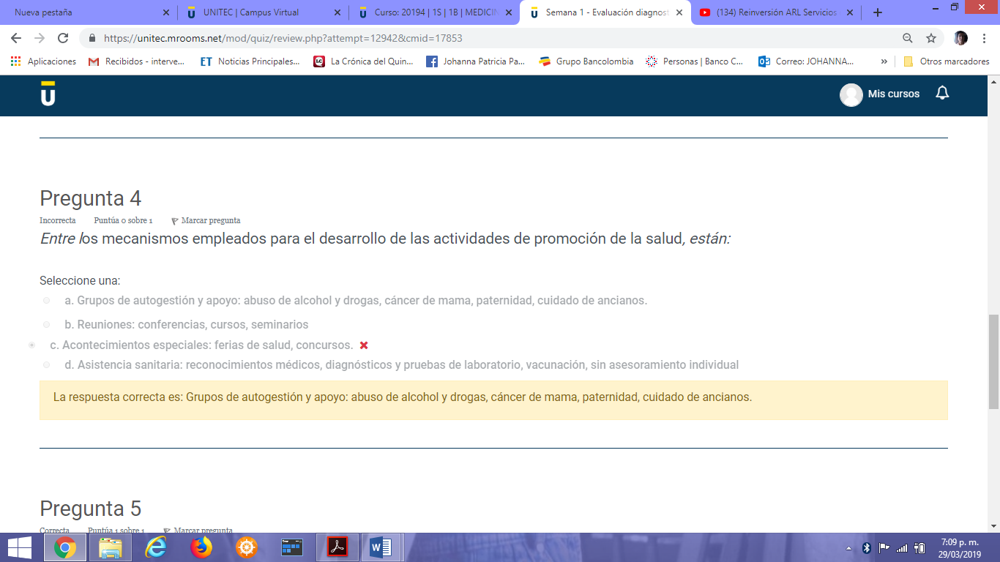 Nueva pestaña
UNITEC | Campus Virtual
Curso: 20194 | 1S | 1B | MEDICIN
Semana 1 - Evaluación diagnost
(134) Reinversión ARL Servicios
https://unitec.mrooms.net/mod/quiz/review.php?attempt=12942&cmid=17853
Aplicaciones
Recibidos - interve...
ET Noticias Principales...
La Crónica del Quin...
Johanna Patricia Pa...
Grupo Bancolombia
Personas | Banco C...
Correo: JOHANNA...
»
Otros marcadores
Mis cursos
Pregunta 4
Incorrecta Puntúa 0 sobre 1 Marcar pregunta
Entre los mecanismos empleados para el desarrollo de las actividades de promoción de la salud, están:
Seleccione una:
a. Grupos de autogestión y apoyo: abuso de alcohol y drogas, cáncer de mama, paternidad, cuidado de ancianos.
b. Reuniones: conferencias, cursos, seminarios
c. Acontecimientos especiales: ferias de salud, concursos.
d. Asistencia sanitaria: reconocimientos médicos, diagnósticos y pruebas de laboratorio, vacunación, sin asesoramiento individual
La respuesta correcta es: Grupos de autogestión y apoyo: abuso de alcohol y drogas, cáncer de mama, paternidad, cuidado de ancianos.
Pregunta 5
Correcta Puntúa 1 sobre 1 Marcar pregunta
7:09 p. m.
29/03/2019